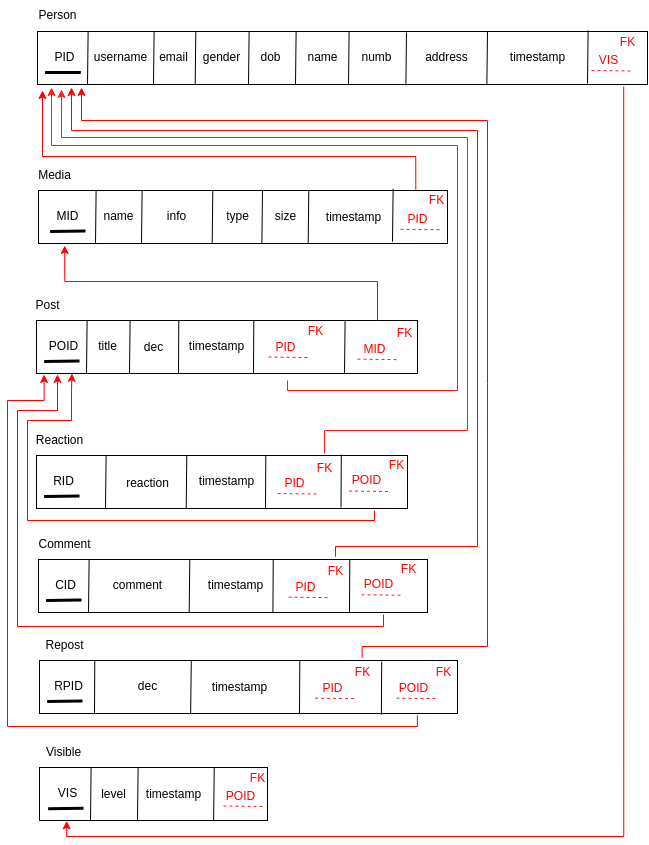 Person
PID username email gender dob name numb address timestamp FK VIS
Media
MID name info type size timestamp FK PID
Post
POID title dec timestamp FK PID FK MID
Reaction
RID reaction timestamp FK PID FK POID
Comment
CID comment timestamp FK PID FK POID
Repost
RPID dec timestamp FK PID FK POID
Visible
VIS level timestamp FK POID